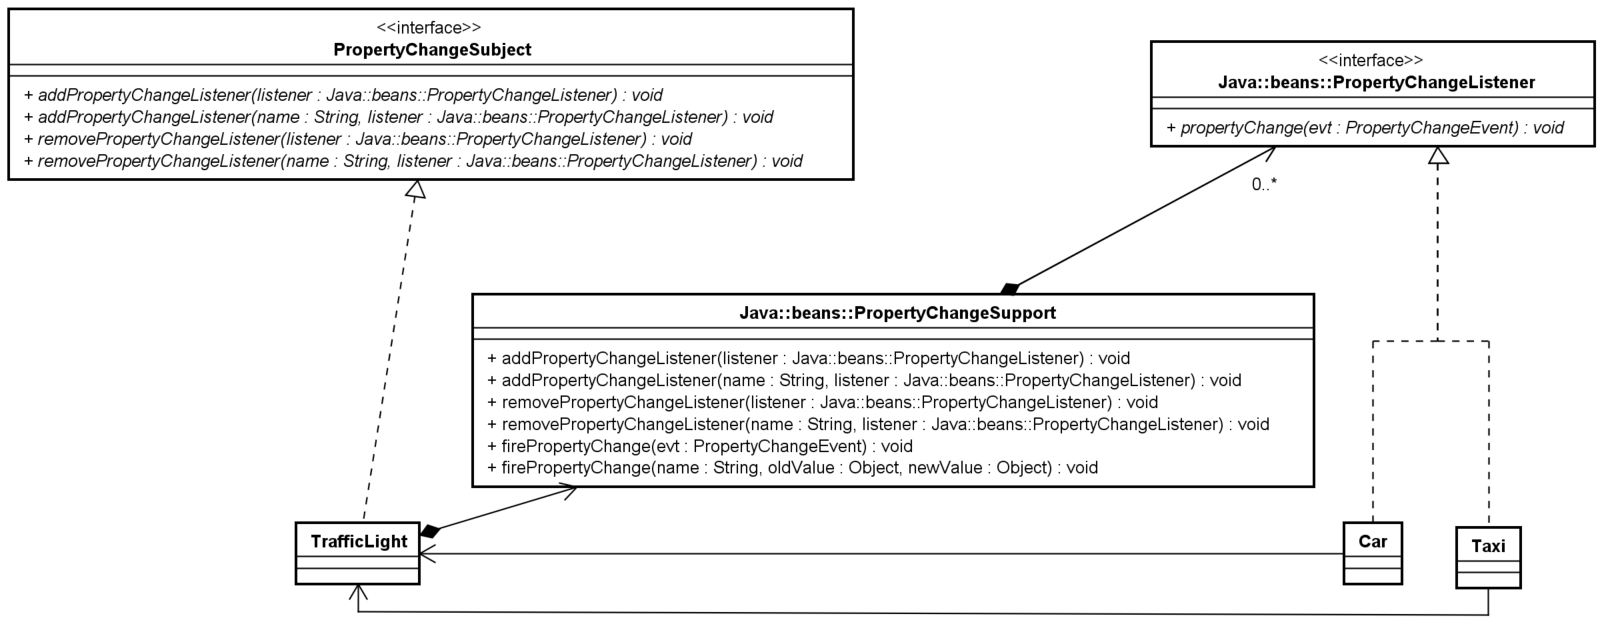 <<interface>>
PropertyChangeSubject
+ addPropertyChangeListener(listener : Java::beans::PropertyChangeListener) : void
+ addPropertyChangeListener(name : String, listener : Java::beans::PropertyChangeListener) : void
+ removePropertyChangeListener(listener : Java::beans::PropertyChangeListener) : void
+ removePropertyChangeListener(name : String, listener : Java::beans::PropertyChangeListener) : void
<<interface>>
Java::beans::PropertyChangeListener
+ propertyChange(evt : PropertyChangeEvent) : void
0..*
Java::beans::PropertyChangeSupport
+ addPropertyChangeListener(listener : Java::beans::PropertyChangeListener) : void
+ addPropertyChangeListener(name : String, listener : Java::beans::PropertyChangeListener) : void
+ removePropertyChangeListener(listener : Java::beans::PropertyChangeListener) : void
+ removePropertyChangeListener(name : String, listener : Java::beans::PropertyChangeListener) : void
+ firePropertyChange(evt : PropertyChangeEvent) : void
+ firePropertyChange(name : String, oldValue : Object, newValue : Object) : void
TrafficLight
Car
Taxi